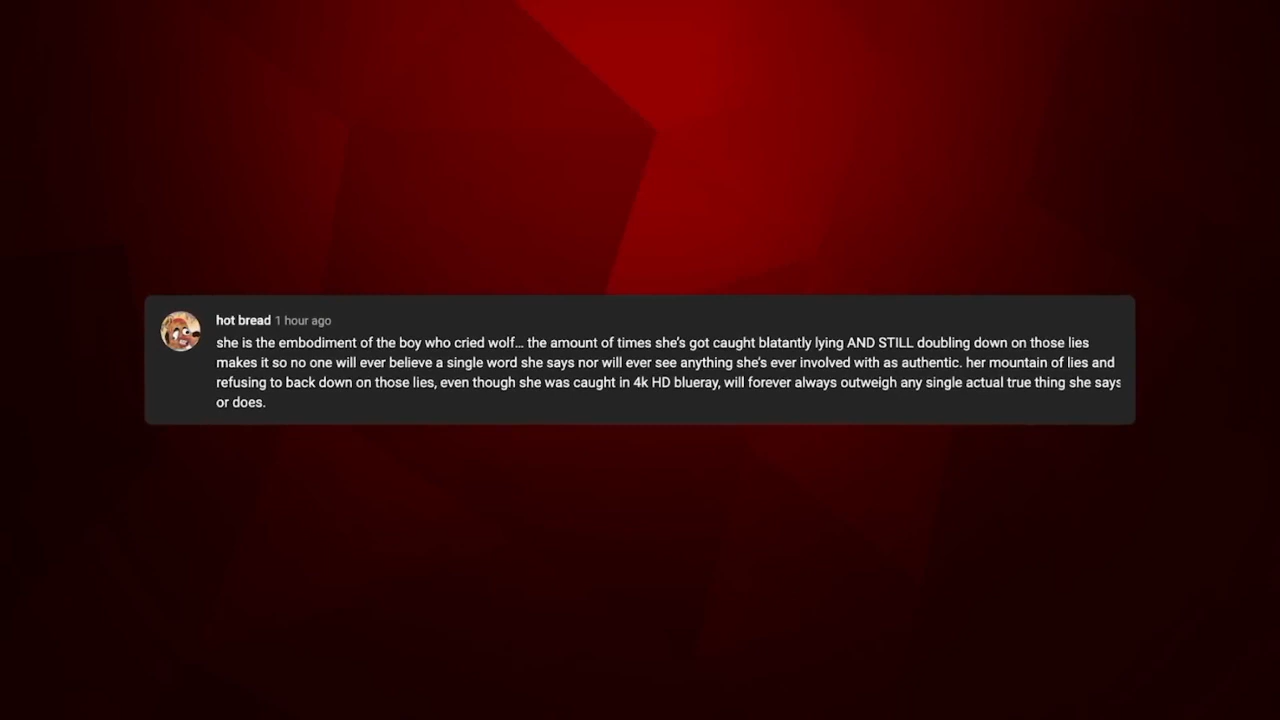 hot bread 1 hour ago
she is the embodiment of the boy who cried wolf... the amount of times she's got caught blatantly lying AND STILL doubling down on those lies
makes it so no one will ever believe a single word she says nor will ever see anything she's ever involved with as authentic. her mountain of lies and
refusing to back down on those lies, even though she was caught in 4k HD blueray, will forever always outweigh any single actual true thing she says
or does.